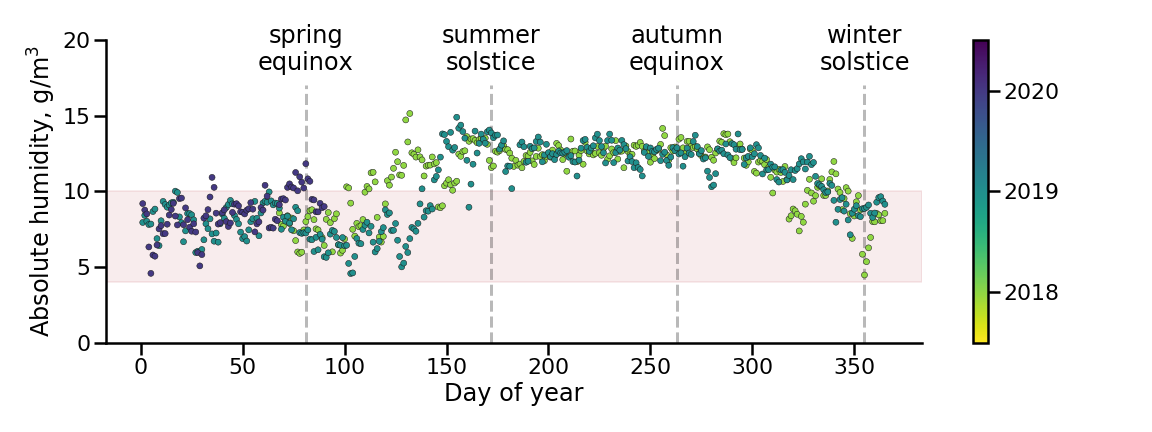 spring summer autumn winter
equinox solstice equinox solstice
Absolute humidity, g/m³
20
15
10
5
0
0 50 100 150 200 250 300 350
Day of year
2020
2019
2018